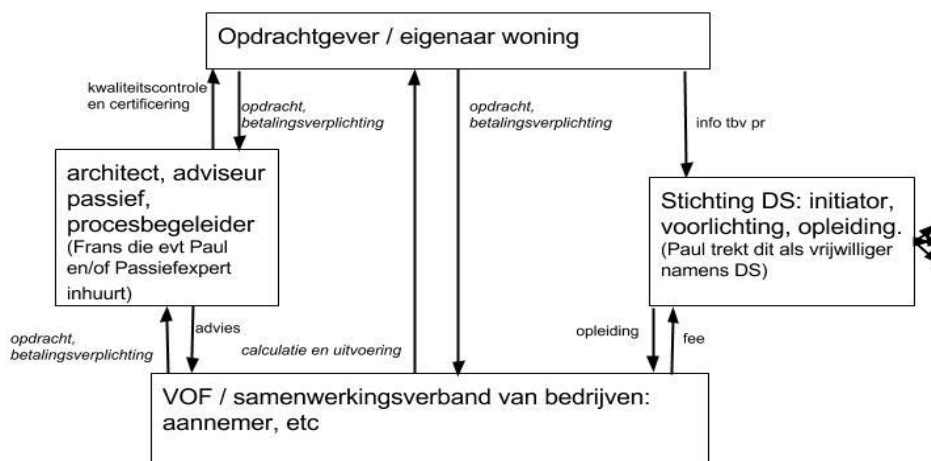 Opdrachtgever / eigenaar woning
kwaliteitscontrole
en certificering
opdracht,
betalingsverplichting
opdracht,
betalingsverplichting
info tbv pr
architect, adviseur
passief,
procesbegeleider
(Frans die evt Paul
en/of Passiefexpert
inhuurt)
Stichting DS: initiator,
voorlichting, opleiding.
(Paul trekt dit als vrijwilliger
namens DS)
opdracht,
betalingsverplichting
advies
calculatie en uitvoering
opleiding
fee
VOF / samenwerkingsverband van bedrijven:
aannemer, etc